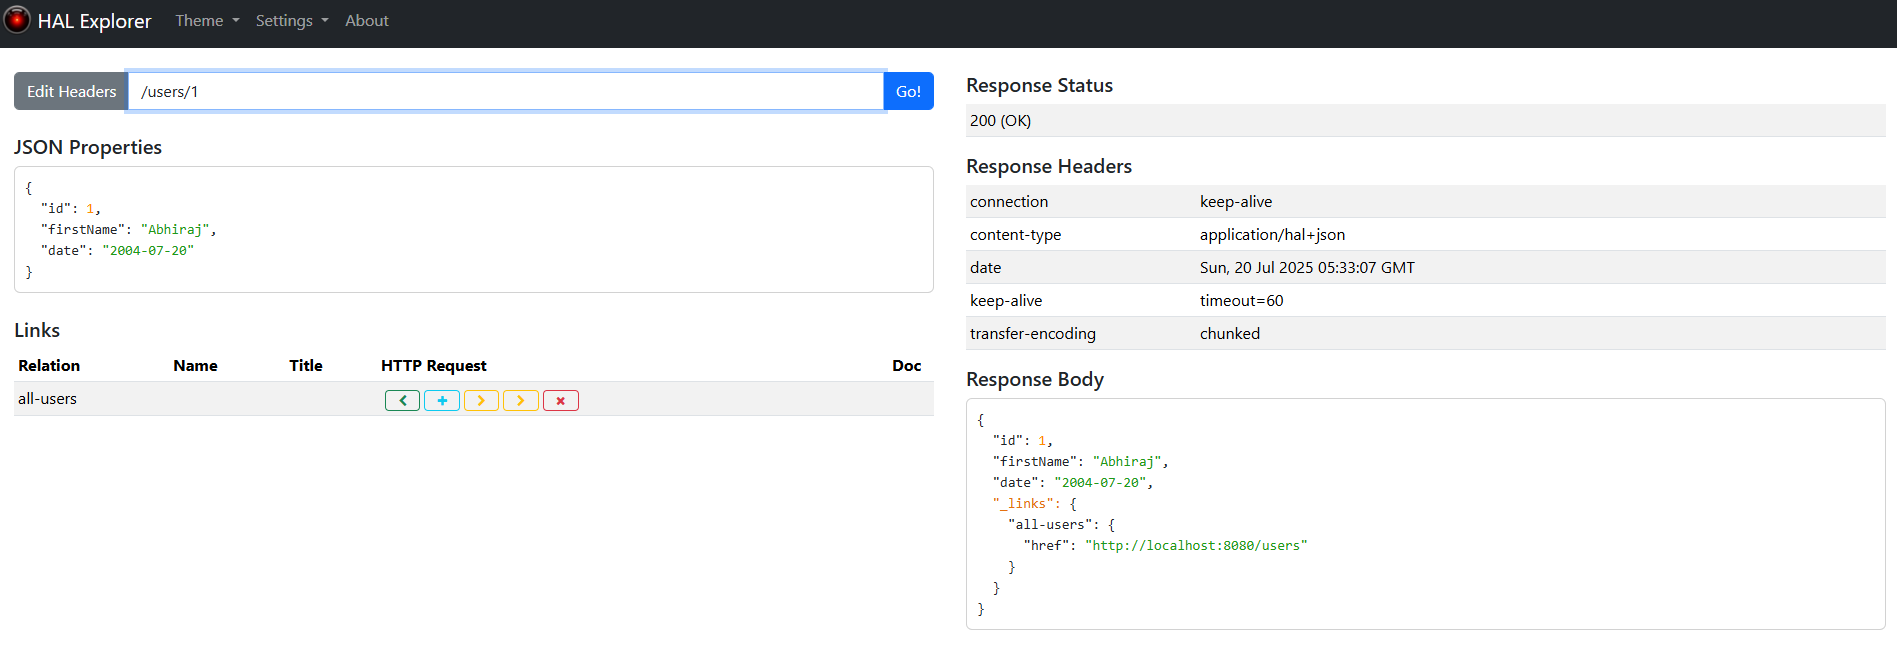 HAL Explorer Theme Settings About
Edit Headers /users/1 Go!
JSON Properties
{
  "id": 1,
  "firstName": "Abhiraj",
  "date": "2004-07-20"
}
Links
Relation Name Title HTTP Request Doc
all-users
Response Status
200 (OK)
Response Headers
connection keep-alive
content-type application/hal+json
date Sun, 20 Jul 2025 05:33:07 GMT
keep-alive timeout=60
transfer-encoding chunked
Response Body
{
  "id": 1,
  "firstName": "Abhiraj",
  "date": "2004-07-20",
  "_links": {
    "all-users": {
      "href": "http://localhost:8080/users"
    }
  }
}